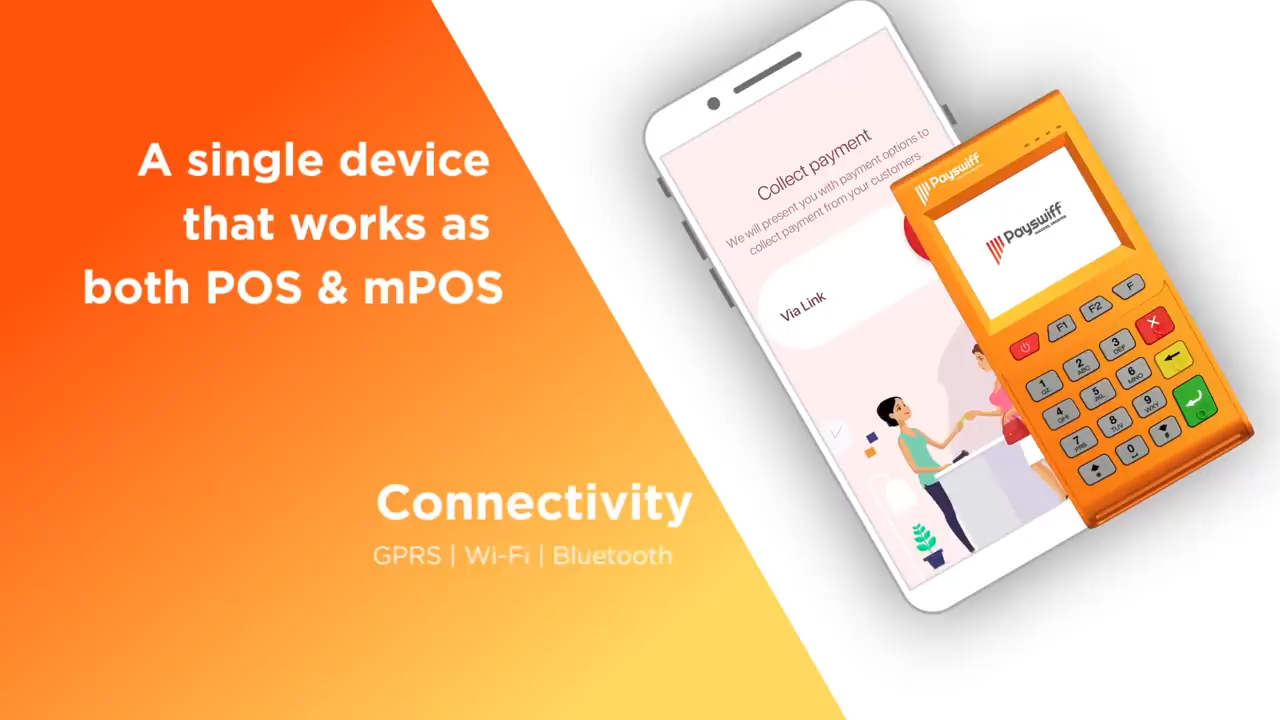 A single device
that works as
both POS & mPOS
Connectivity
GPRS | Wi-Fi | Bluetooth
Collect payment
We will present you with payment options to
collect payment from your customers.
Via Link
Payswiff
Payswiff
F1 F2 F
1 QZ 2 ABC 3 DEF
4 GHI 5 JKL 6 MNO
7 PRS 8 TUV 9 WXY
* 0 #